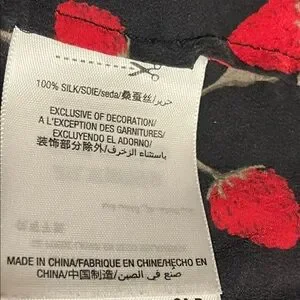 100% SILK/SOIE/seda/桑蚕丝/حرير
EXCLUSIVE OF DECORATION/
A L'EXCEPTION DES GARNITURES/
EXCLUYENDO EL ADORNO/
装饰部分除外/باستثناء الزخرف
MADE IN CHINA/FABRIQUE EN CHINE/HECHO EN
CHINA/中国制造/صنع في الصين